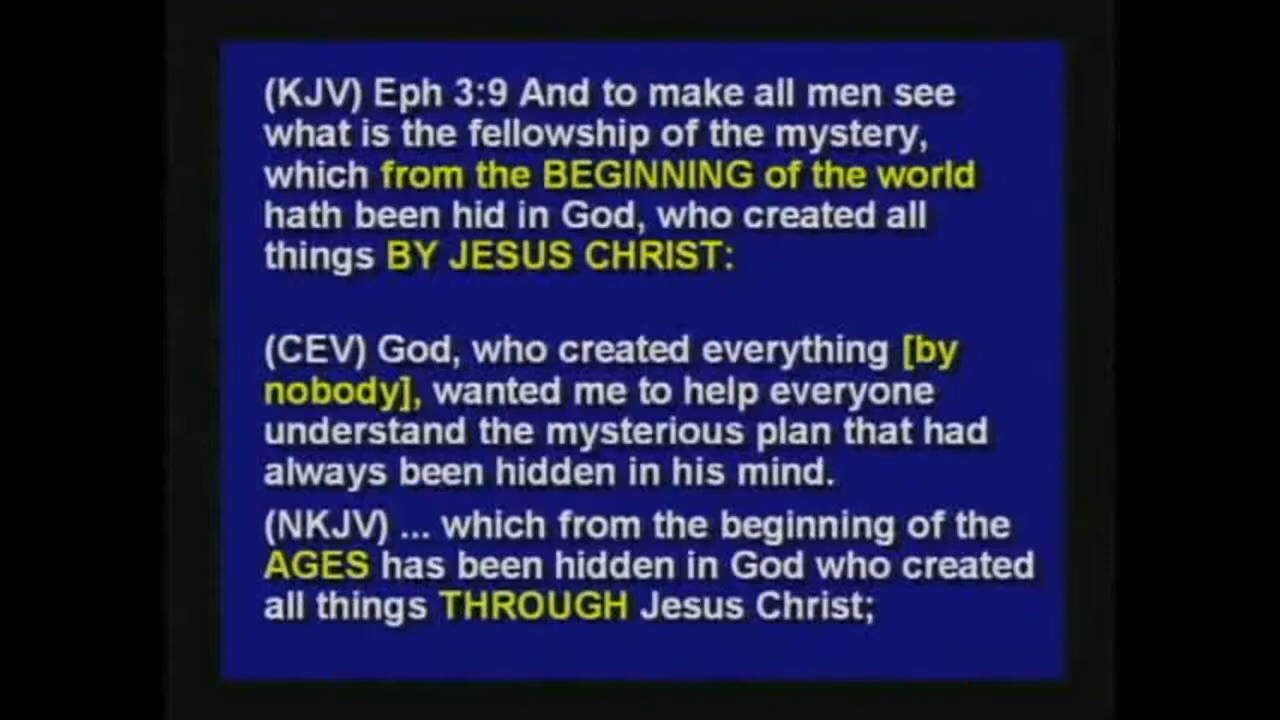 (KJV) Eph 3:9 And to make all men see
what is the fellowship of the mystery,
which from the BEGINNING of the world
hath been hid in God, who created all
things BY JESUS CHRIST:
(CEV) God, who created everything [by
nobody], wanted me to help everyone
understand the mysterious plan that had
always been hidden in his mind.
(NKJV) ... which from the beginning of the
AGES has been hidden in God who created
all things THROUGH Jesus Christ;